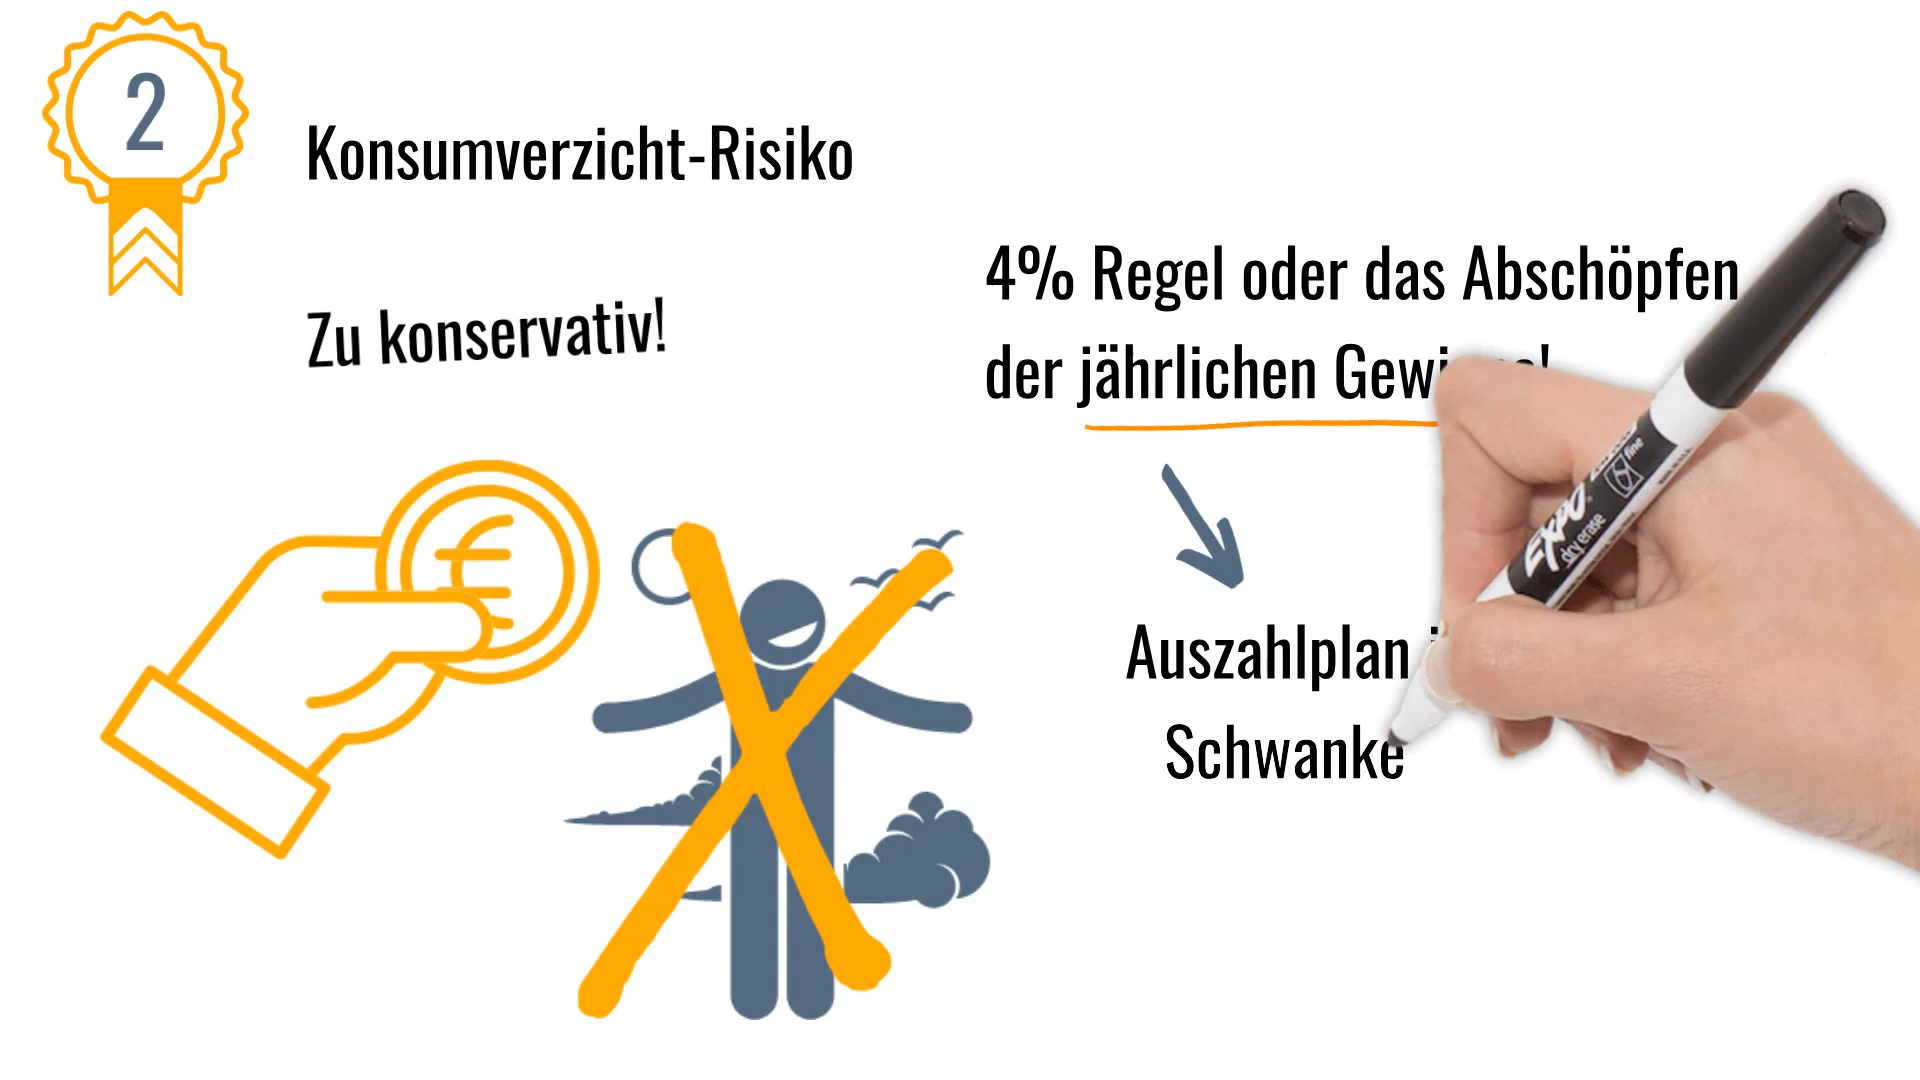 2
Konsumverzicht-Risiko
Zu konservativ!
4% Regel oder das Abschöpfen
der jährlichen
Auszahlplan
Schwanke
EXPO
dry erase
fine